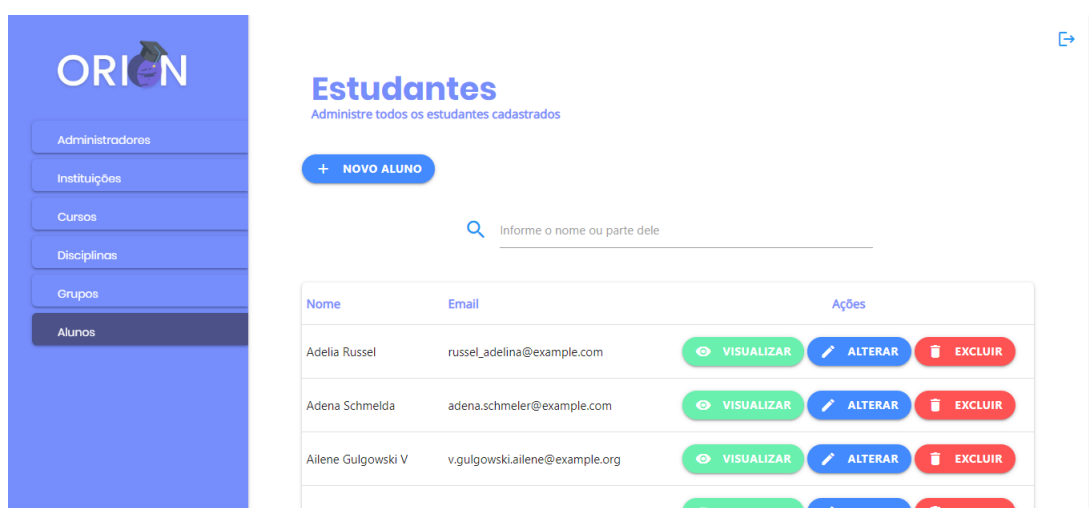 ORION
Administradores
Instituições
Cursos
Disciplinas
Grupos
Alunos
Estudantes
Administre todos os estudantes cadastrados
+ NOVO ALUNO
Informe o nome ou parte dele
Nome Email Ações
Adelia Russel russel_adelina@example.com VISUALIZAR ALTERAR EXCLUIR
Adena Schmelda adena.schmeler@example.com VISUALIZAR ALTERAR EXCLUIR
Ailene Gulgowski V v.gulgowski.ailene@example.org VISUALIZAR ALTERAR EXCLUIR